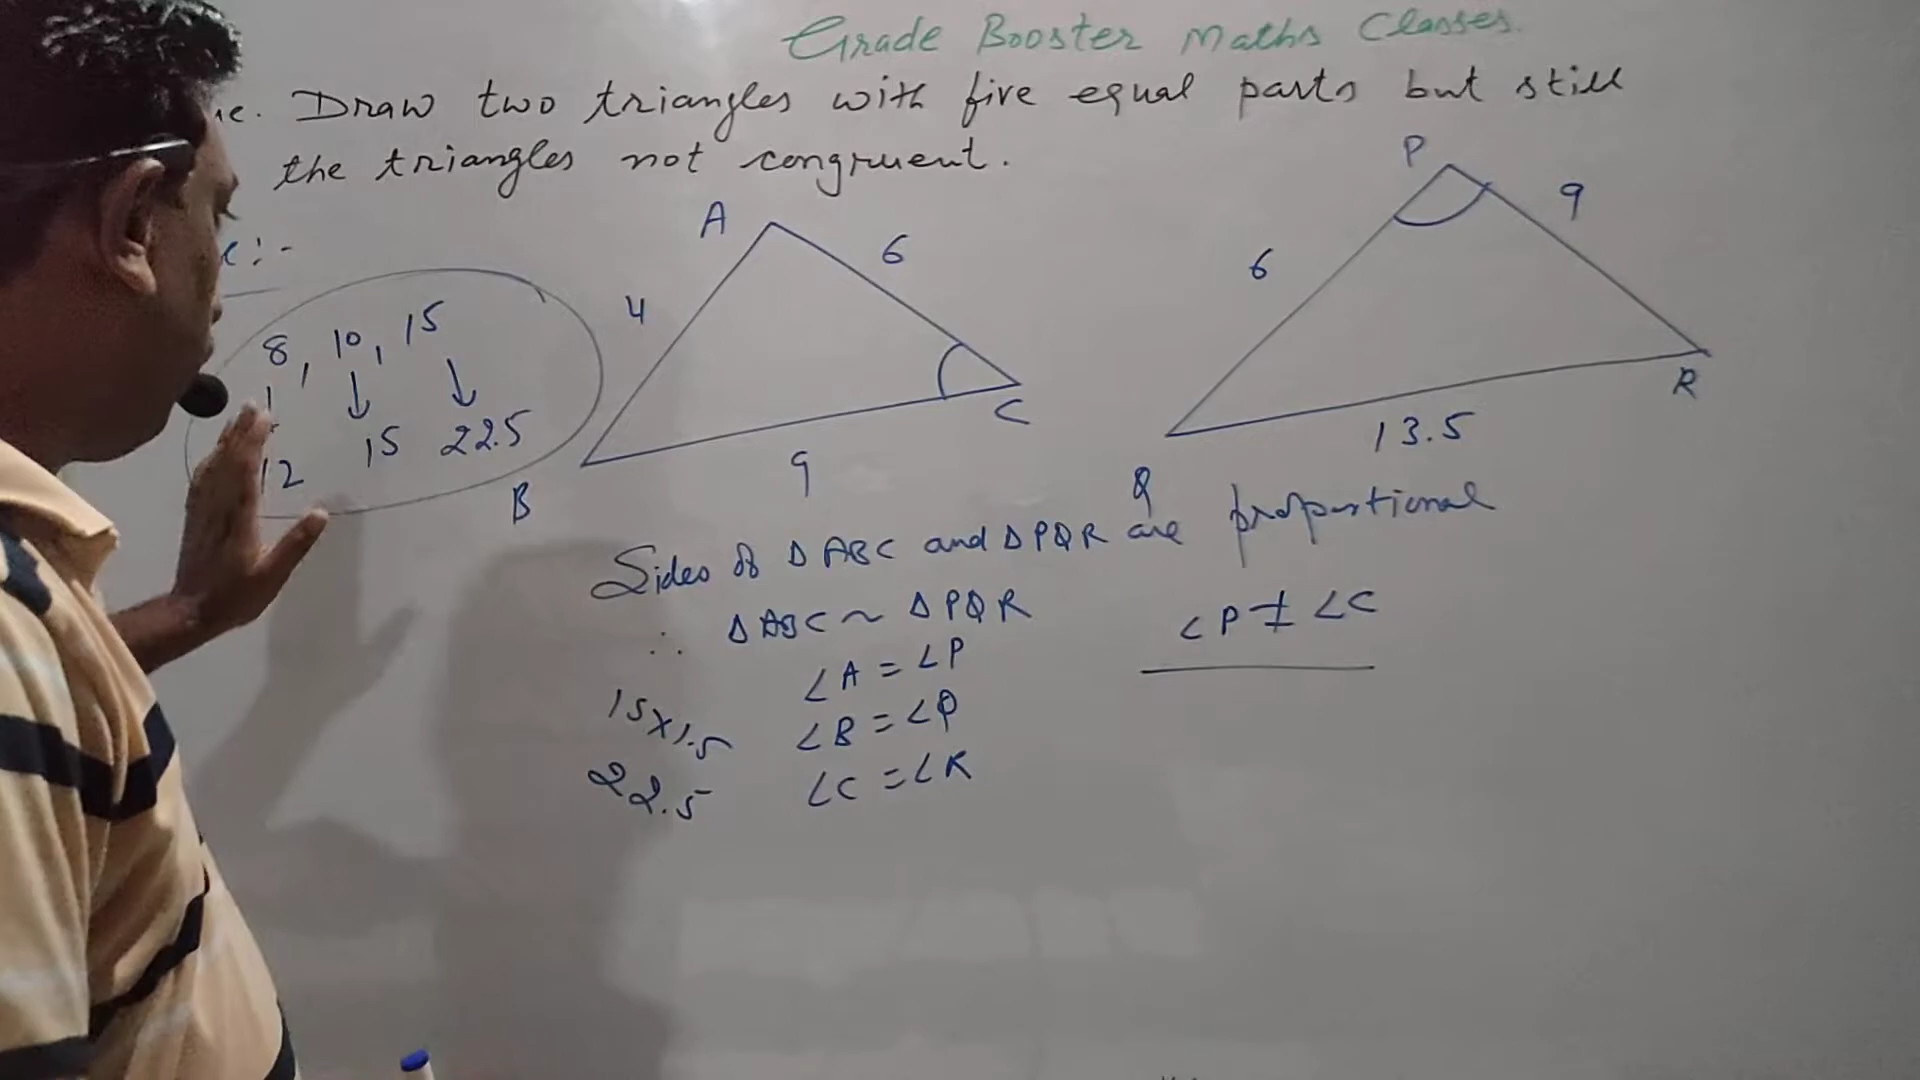 Grade Booster Maths Classes.
Draw two triangles with five equal parts but still
the triangles not congruent.
:-
8, 10, 15
12 15 22.5
A
4
6
B
9
C
P
6
9
Q
13.5
R
Sides of Δ ABC and Δ PQR are proportional
∴ Δ ABC ~ Δ PQR
∠A = ∠P
∠B = ∠Q
∠C = ∠R
∠P ≠ ∠C
15x1.5
22.5